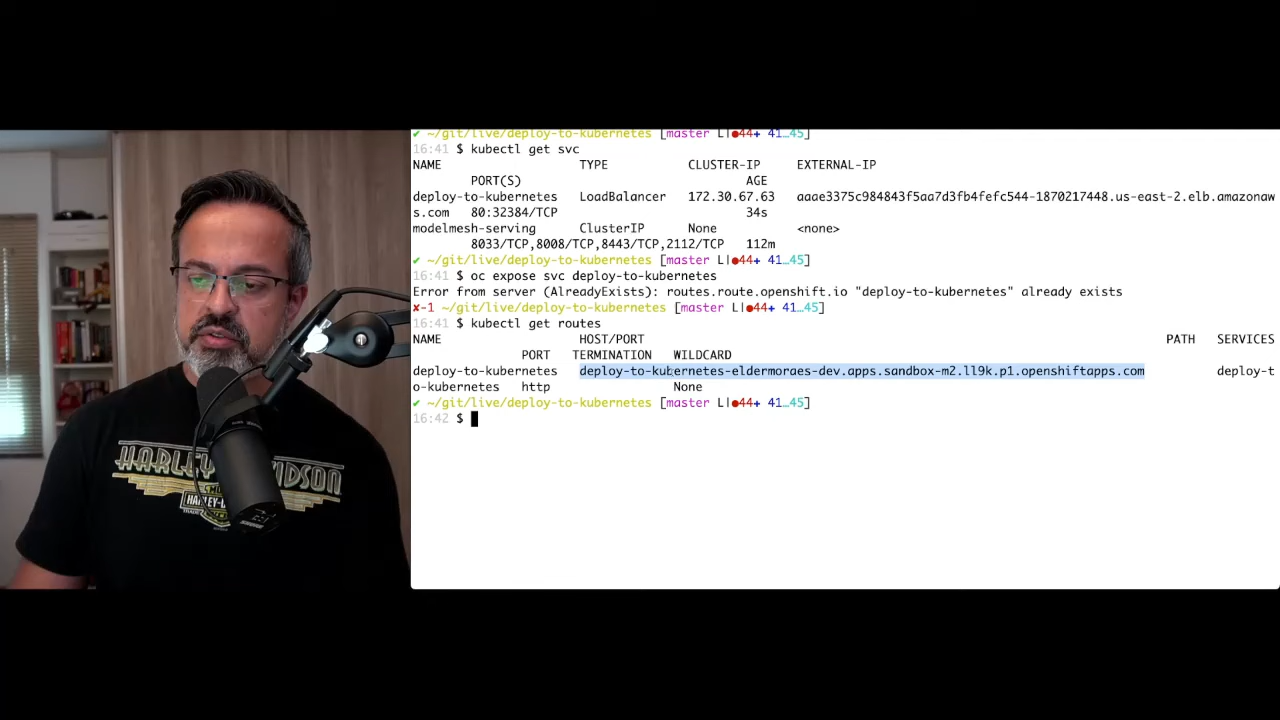 ✔ ~/git/live/deploy-to-kubernetes [master L|●44+ 41…45]
16:41 $ kubectl get svc
NAME TYPE CLUSTER-IP EXTERNAL-IP
PORT(S) AGE
deploy-to-kubernetes LoadBalancer 172.30.67.63 aaae3375c984843f5aa7d3fb4fefc544-1870217448.us-east-2.elb.amazonaw
s.com 80:32384/TCP 34s
modelmesh-serving ClusterIP None <none>
8033/TCP,8008/TCP,8443/TCP,2112/TCP 112m
✔ ~/git/live/deploy-to-kubernetes [master L|●44+ 41…45]
16:41 $ oc expose svc deploy-to-kubernetes
Error from server (AlreadyExists): routes.route.openshift.io "deploy-to-kubernetes" already exists
✘-1 ~/git/live/deploy-to-kubernetes [master L|●44+ 41…45]
16:41 $ kubectl get routes
NAME HOST/PORT PATH SERVICES
PORT TERMINATION WILDCARD
deploy-to-kubernetes deploy-to-kubernetes-eldermoraes-dev.apps.sandbox-m2.ll9k.p1.openshiftapps.com deploy-t
o-kubernetes http None
✔ ~/git/live/deploy-to-kubernetes [master L|●44+ 41…45]
16:42 $
HARLEY-DAVIDSON